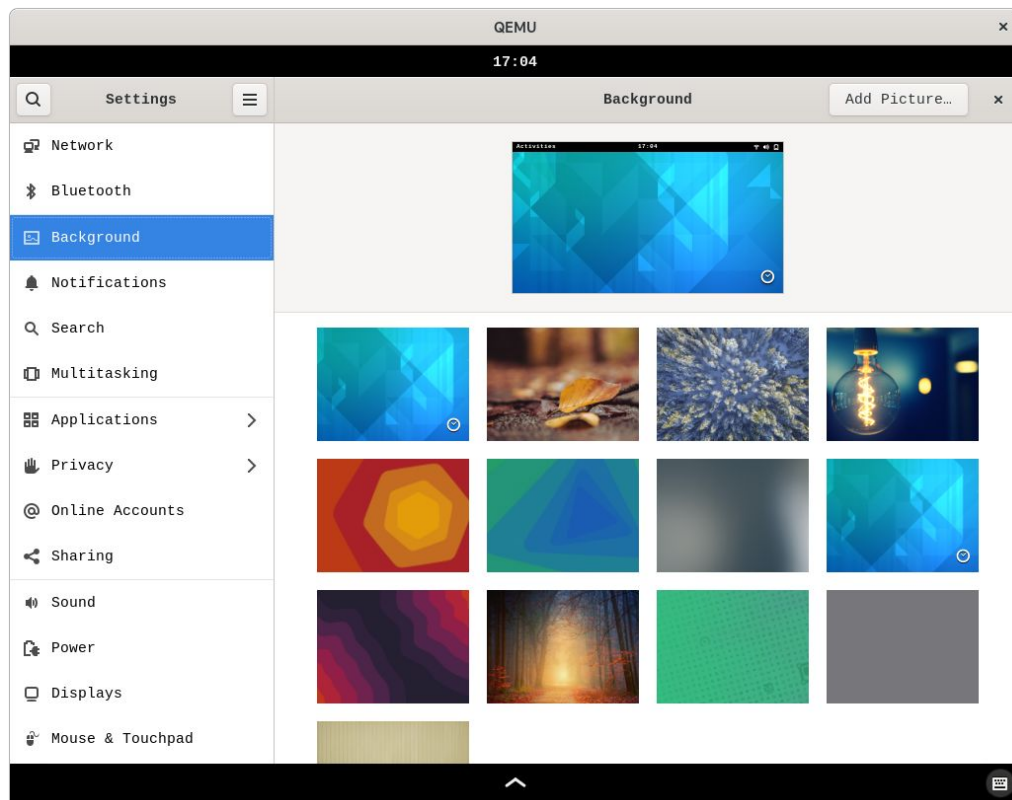 QEMU
17:04
Settings
Background
Add Picture…
Network
Bluetooth
Background
Notifications
Search
Multitasking
Applications
Privacy
Online Accounts
Sharing
Sound
Power
Displays
Mouse & Touchpad
Activities 17:04